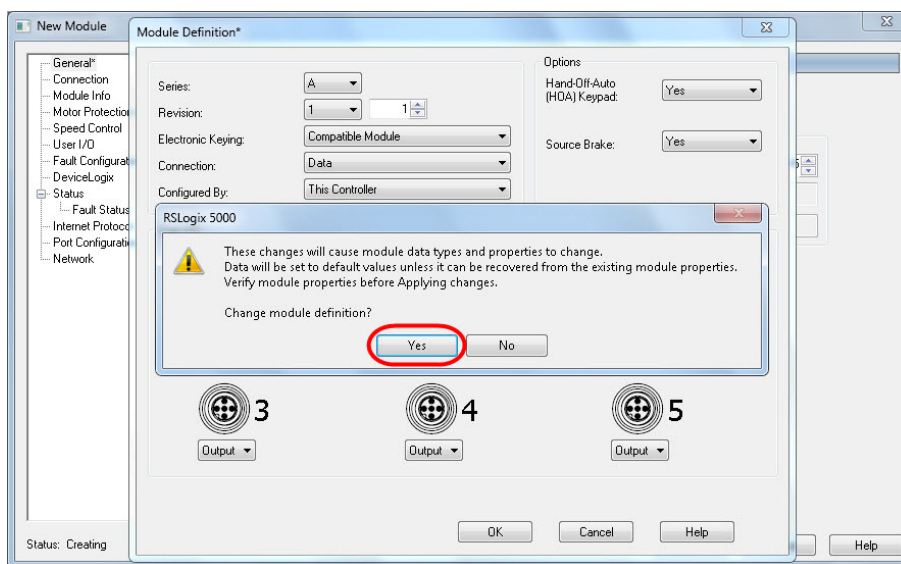 New Module
Module Definition*
General*
Connection
Module Info
Motor Protection
Speed Control
User I/O
Fault Configurat
DeviceLogix
Status
Fault Status
Internet Protoco
Port Configurati
Network
Series:
A
Revision:
1
1
Electronic Keying:
Compatible Module
Connection:
Data
Configured By:
This Controller
Options
Hand-Off-Auto
(HOA) Keypad:
Yes
Source Brake:
Yes
RSLogix 5000
These changes will cause module data types and properties to change.
Data will be set to default values unless it can be recovered from the existing module properties.
Verify module properties before Applying changes.
Change module definition?
Yes
No
3
4
5
Output
Output
Output
OK
Cancel
Help
Status: Creating
Help